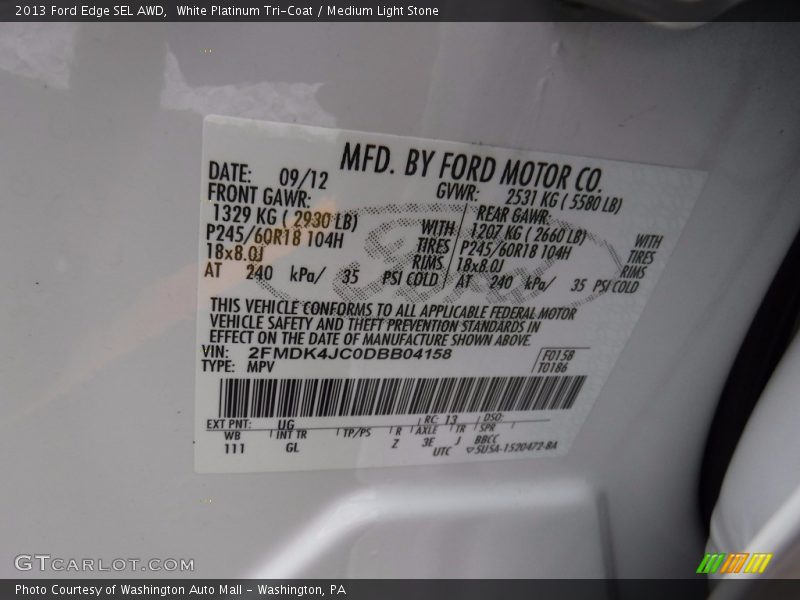 2013 Ford Edge SEL AWD,  White Platinum Tri-Coat / Medium Light Stone
MFD. BY FORD MOTOR CO.
DATE: 09/12 GVWR: 2531 KG ( 5580 LB)
FRONT GAWR: REAR GAWR:
1329 KG ( 2930 LB) WITH 1207 KG ( 2660 LB) WITH
P245/60R18 104H TIRES P245/60R18 104H TIRES
18x8.0J RIMS 18x8.0J RIMS
AT 240 kPa/ 35 PSI COLD AT 240 kPa/ 35 PSI COLD
THIS VEHICLE CONFORMS TO ALL APPLICABLE FEDERAL MOTOR
VEHICLE SAFETY AND THEFT PREVENTION STANDARDS IN
EFFECT ON THE DATE OF MANUFACTURE SHOWN ABOVE.
VIN: 2FMDK4JC0DBB04158 F0158
TYPE: MPV T0186
EXT PNT: UG RC: 13 DSO:
WB INT TR TP/PS R AXLE TR SPR
111 GL Z 3E J BBCC
UTC ▽5U5A-1520472-BA
GTCARLOT.COM
Photo Courtesy of Washington Auto Mall - Washington, PA